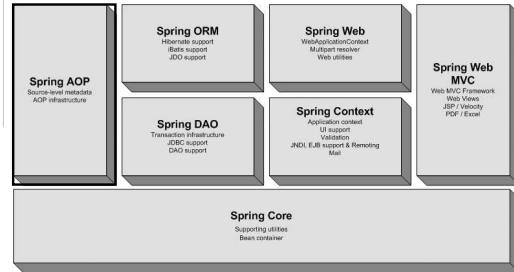 Spring AOP
Source-level metadata
AOP infrastructure
Spring ORM
Hibernate support
iBatis support
JDO support
Spring Web
WebApplicationContext
Multipart resolver
Web utilities
Spring Web
MVC
Web MVC Framework
Web Views
JSP / Velocity
PDF / Excel
Spring DAO
Transaction infrastructure
JDBC support
DAO support
Spring Context
Application context
UI support
Validation
JNDI, EJB support & Remoting
Mail
Spring Core
Supporting utilities
Bean container